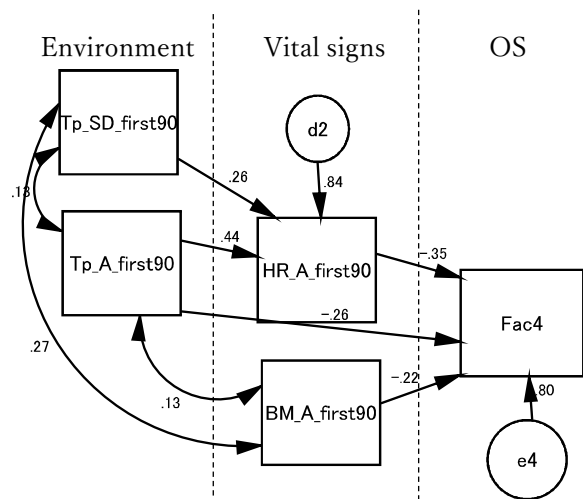 Environment
Vital signs
OS
Tp_SD_first90
d2
.13
.26
.84
Tp_A_first90
.44
HR_A_first90
-.35
-.26
Fac4
.27
.13
BM_A_first90
-.22
.80
e4